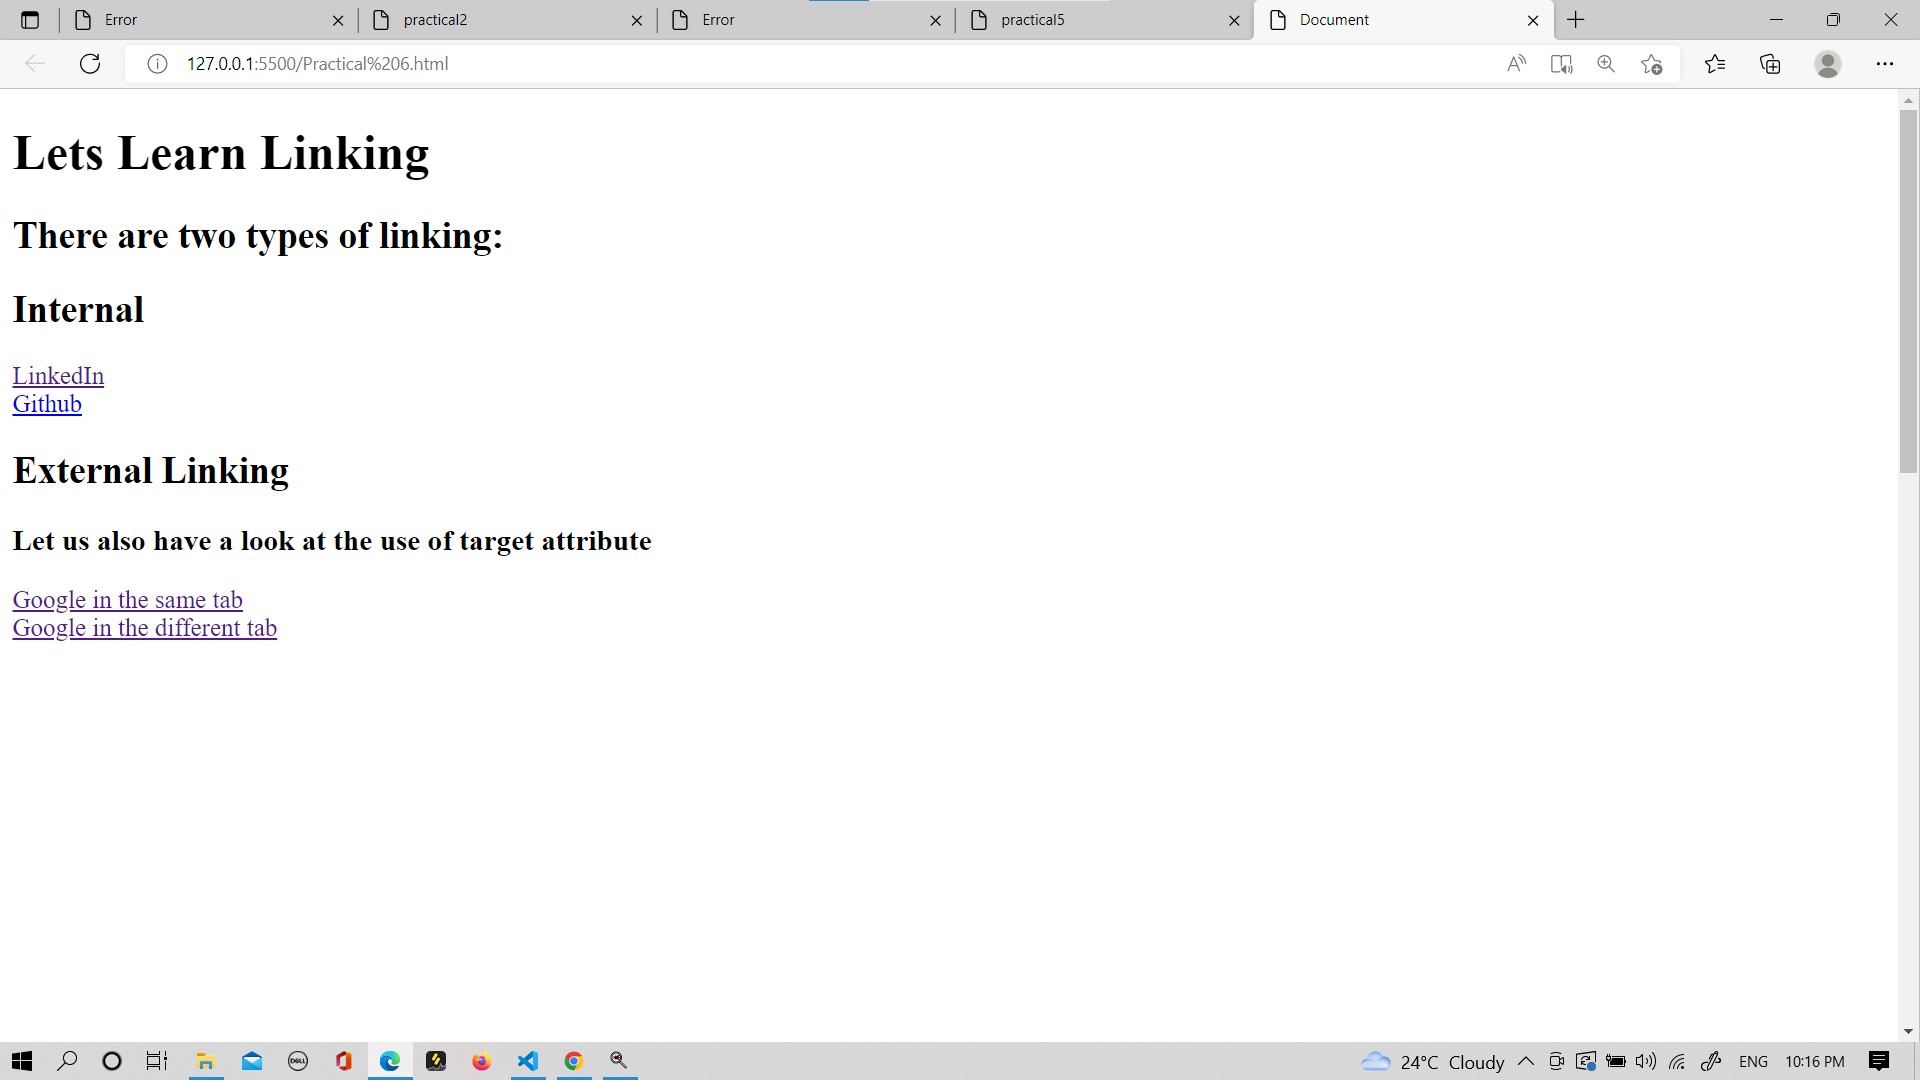 Error
practical2
Error
practical5
Document
127.0.0.1:5500/Practical%206.html
Lets Learn Linking
There are two types of linking:
Internal
LinkedIn
Github
External Linking
Let us also have a look at the use of target attribute
Google in the same tab
Google in the different tab
DELL
24°C Cloudy
ENG
10:16 PM